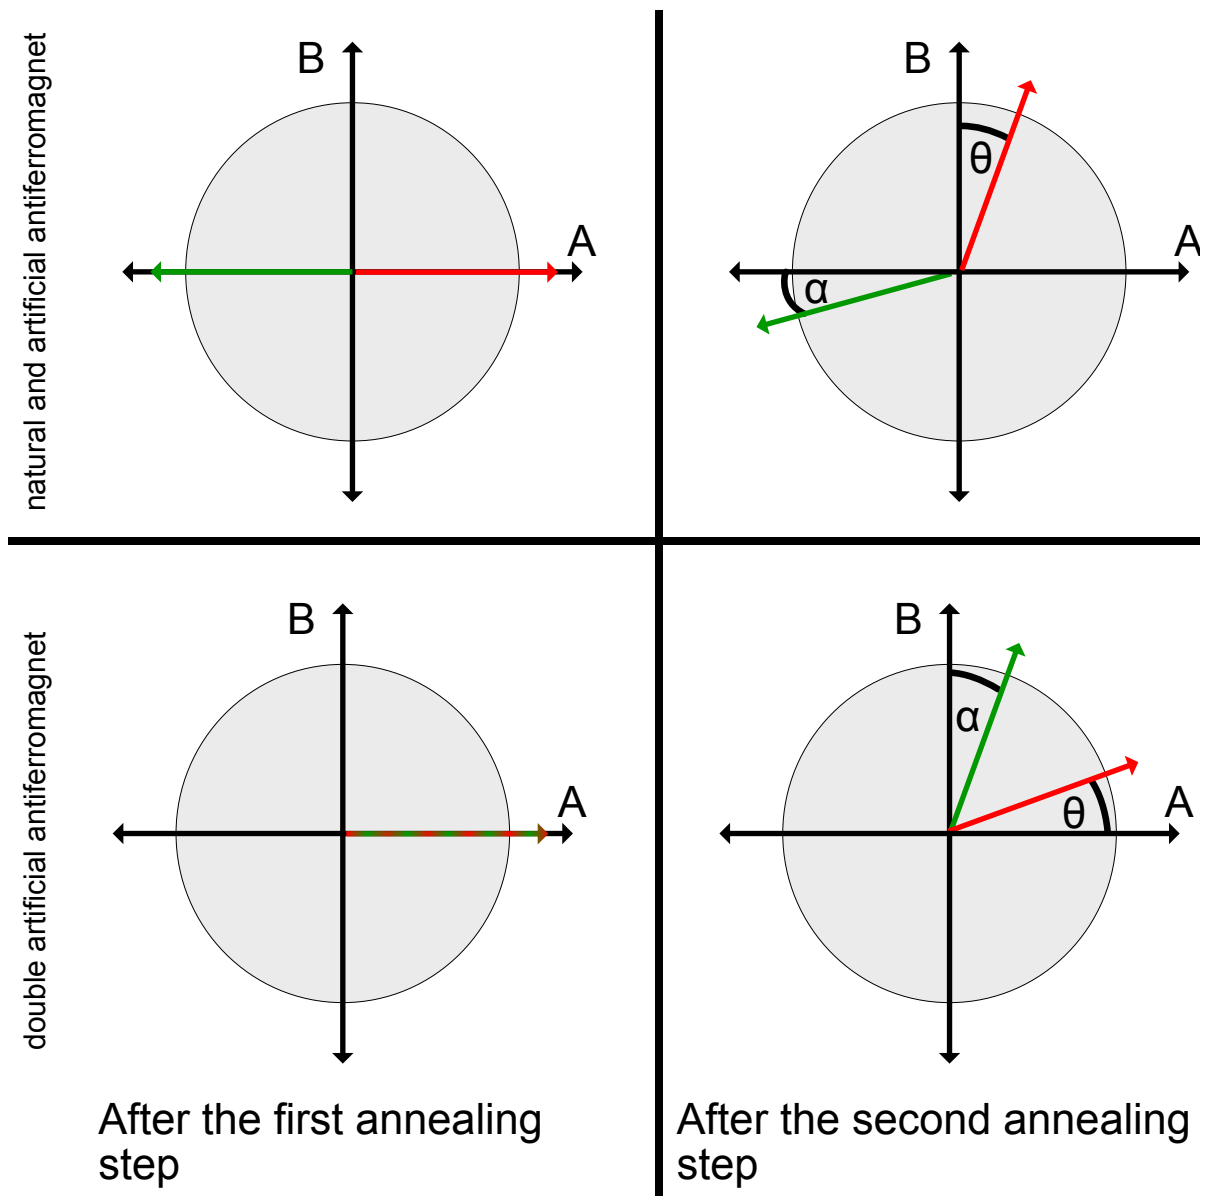 natural and artificial antiferromagnet
B
A
B
θ
A
α
double artificial antiferromagnet
B
A
B
α
A
θ
After the first annealing
step
After the second annealing
step